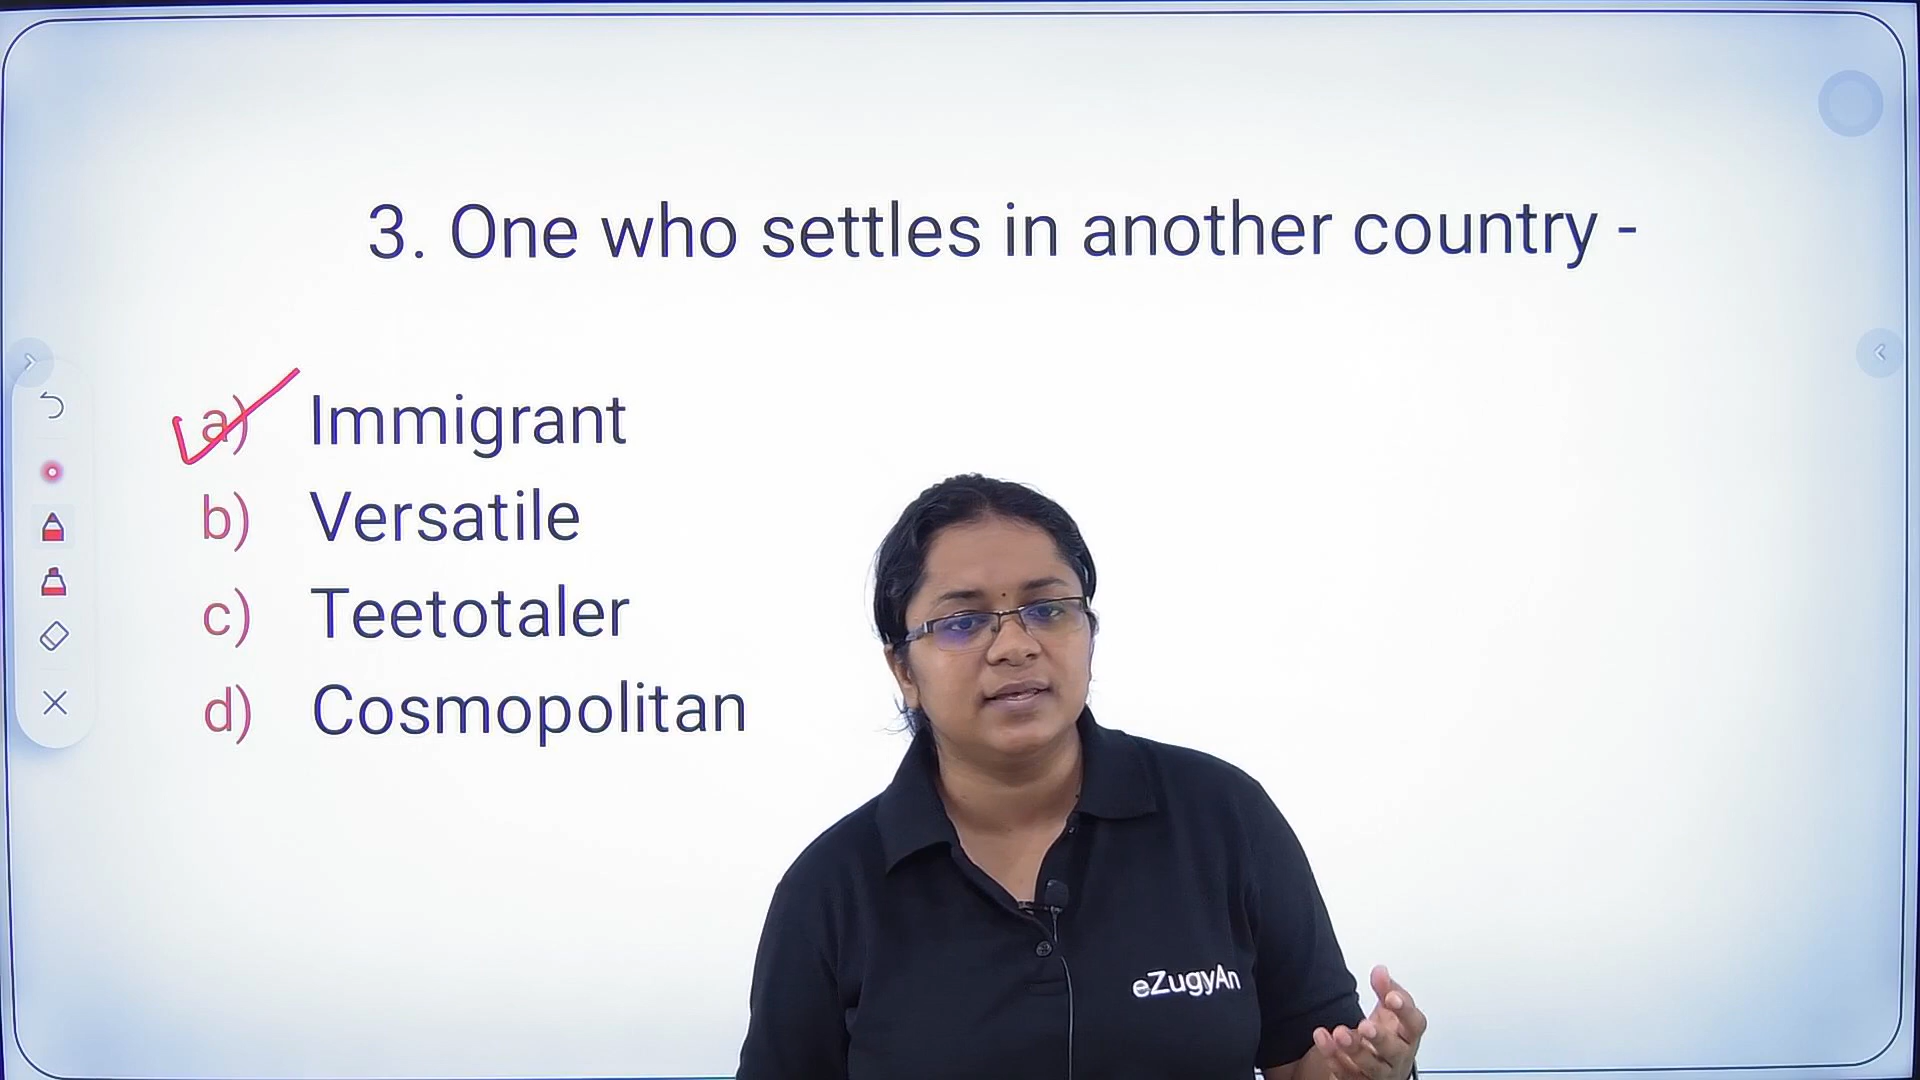 3. One who settles in another country -
a) Immigrant
b) Versatile
c) Teetotaler
d) Cosmopolitan
eZugyAn